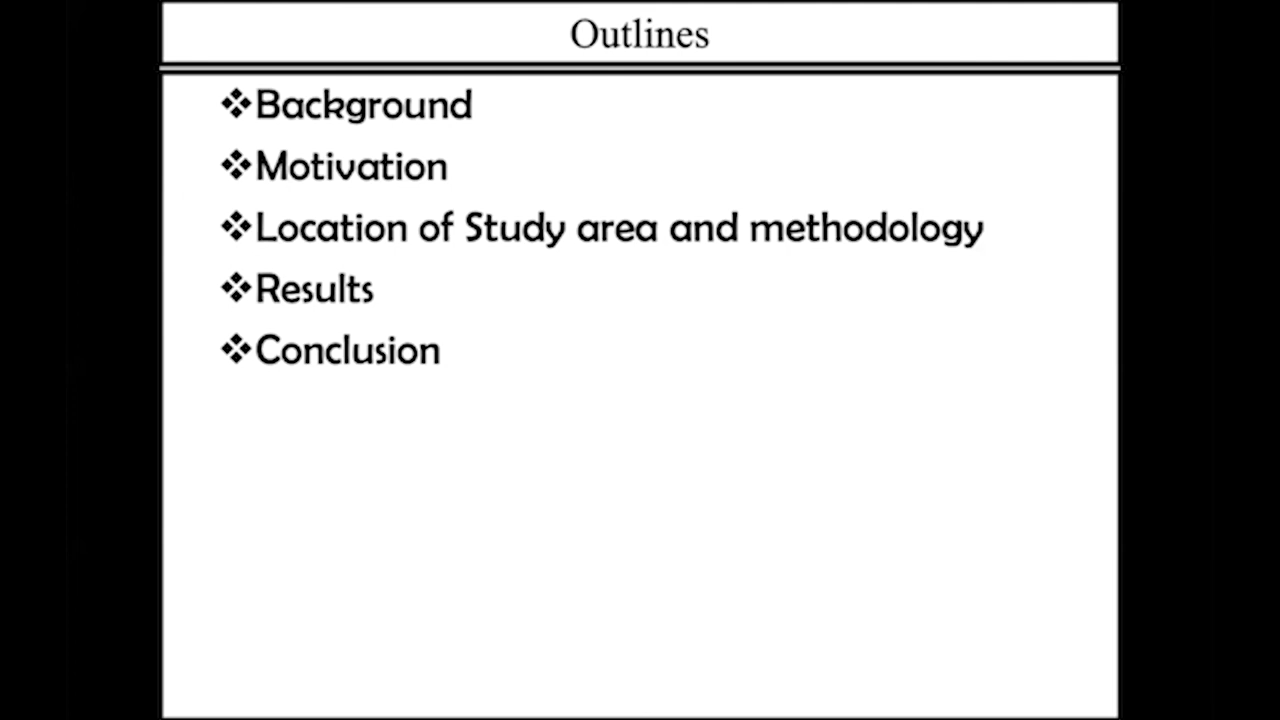 Outlines
❖Background
❖Motivation
❖Location of Study area and methodology
❖Results
❖Conclusion